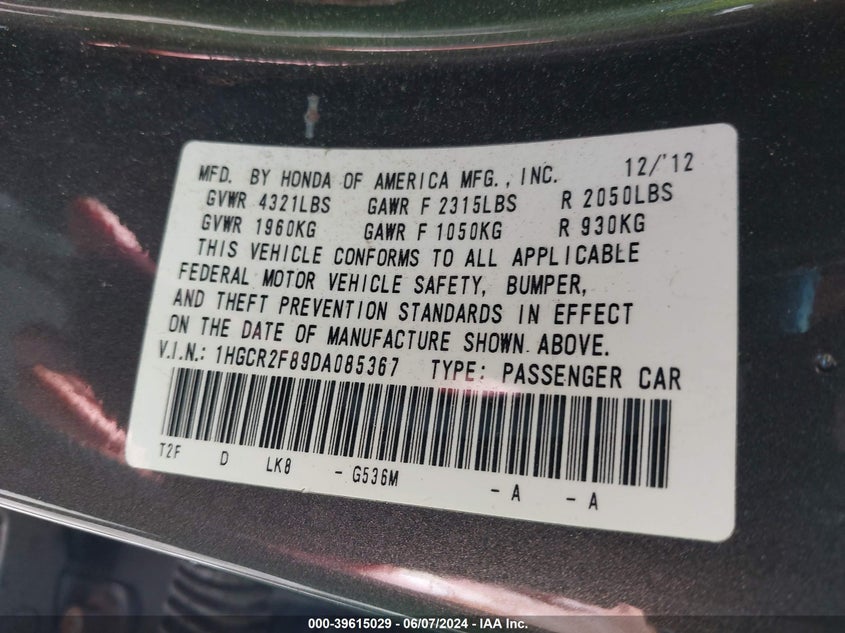 MFD. BY HONDA OF AMERICA MFG., INC. 12/'12
GVWR 4321LBS GAWR F 2315LBS R 2050LBS
GVWR 1960KG GAWR F 1050KG R 930KG
THIS VEHICLE CONFORMS TO ALL APPLICABLE
FEDERAL MOTOR VEHICLE SAFETY, BUMPER,
AND THEFT PREVENTION STANDARDS IN EFFECT
ON THE DATE OF MANUFACTURE SHOWN ABOVE.
V.I.N.: 1HGCR2F89DA085367 TYPE: PASSENGER CAR
T2F D LK8 - G536M - A - A
000-39615029 - 06/07/2024 - IAA Inc.